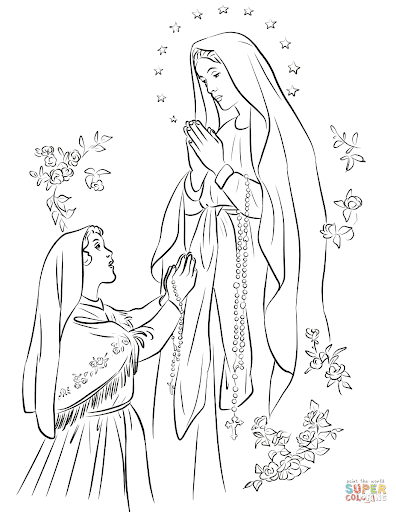 paint the world
SUPER
COLORING